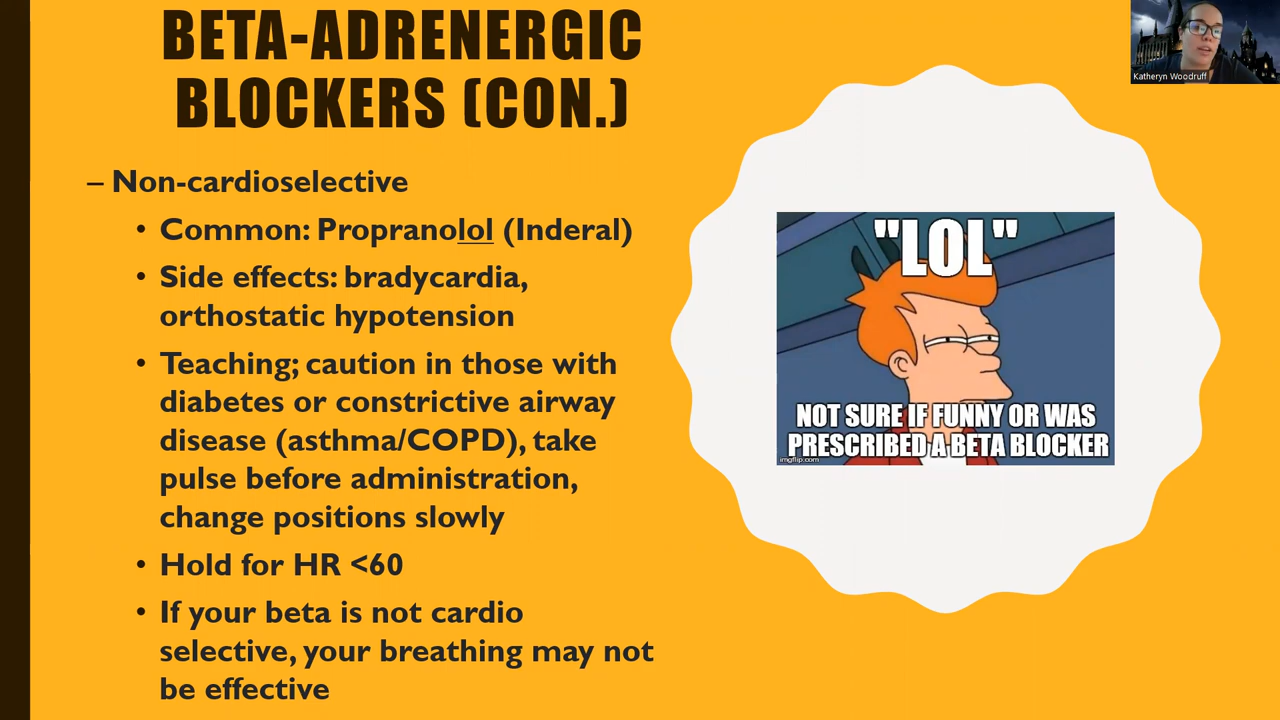 BETA-ADRENERGIC
BLOCKERS (CON.)
– Non-cardioselective
• Common: Propranolol (Inderal)
• Side effects: bradycardia,
orthostatic hypotension
• Teaching; caution in those with
diabetes or constrictive airway
disease (asthma/COPD), take
pulse before administration,
change positions slowly
• Hold for HR <60
• If your beta is not cardio
selective, your breathing may not
be effective
"LOL"
NOT SURE IF FUNNY OR WAS
PRESCRIBED A BETA BLOCKER
imgflip.com
Katheryn Woodruff